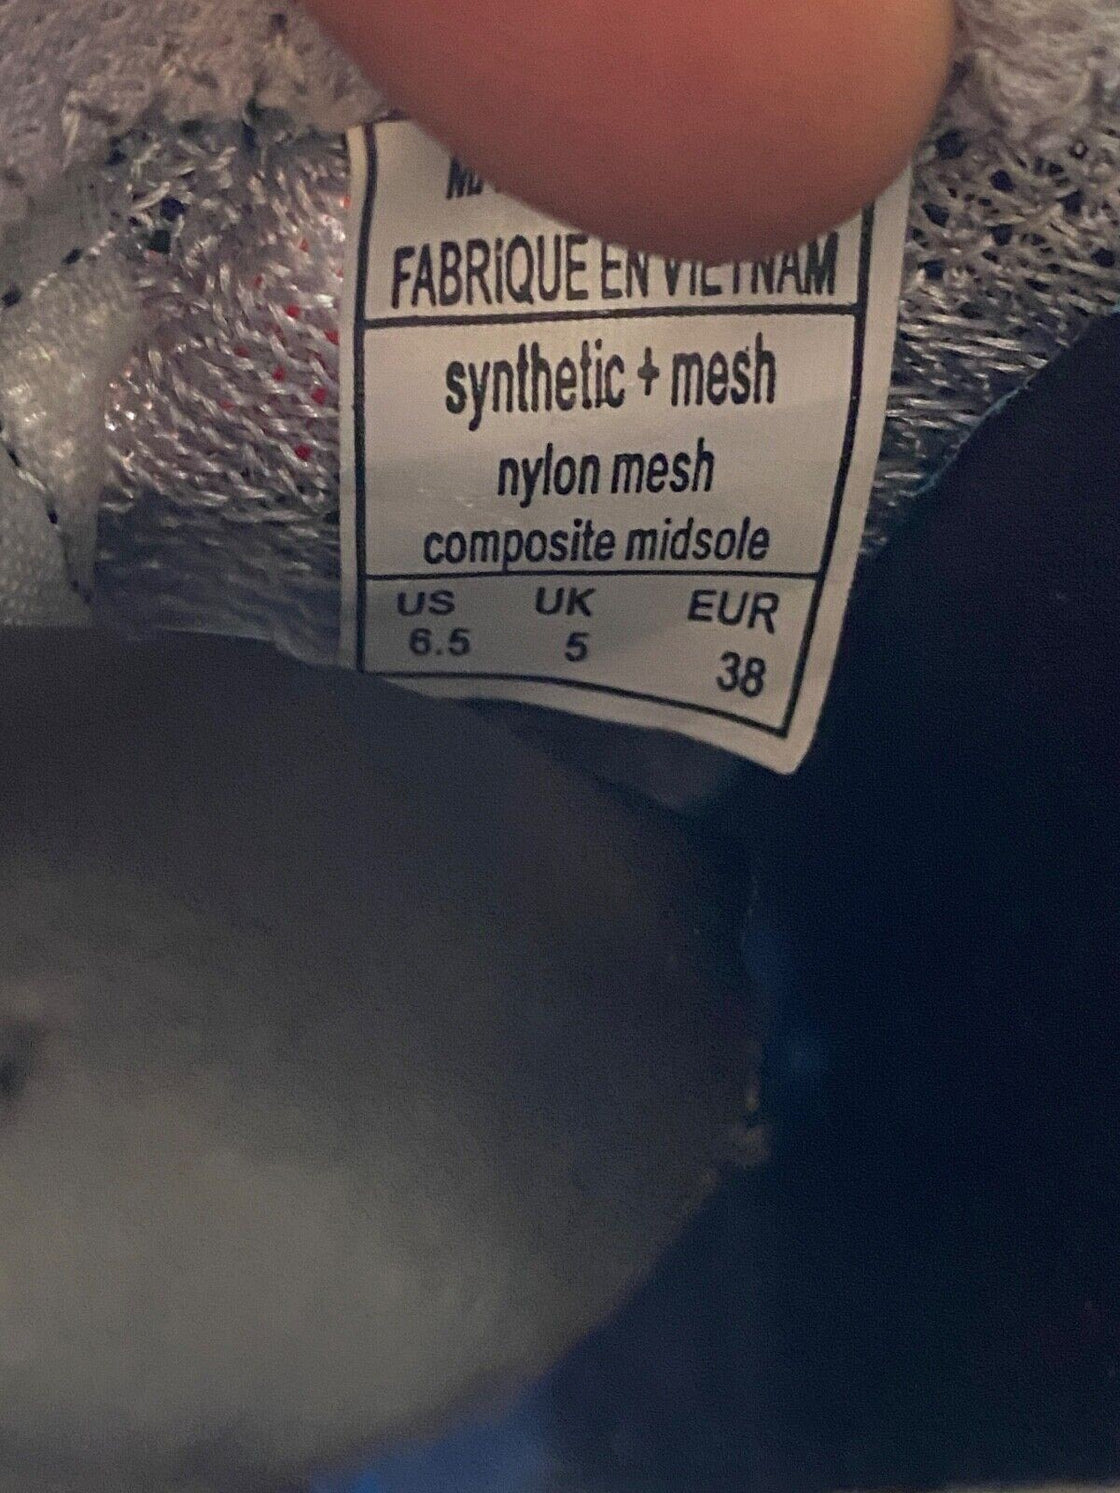 FABRiQUE EN VIETNAM
synthetic + mesh
nylon mesh
composite midsole
US UK EUR
6.5 5 38